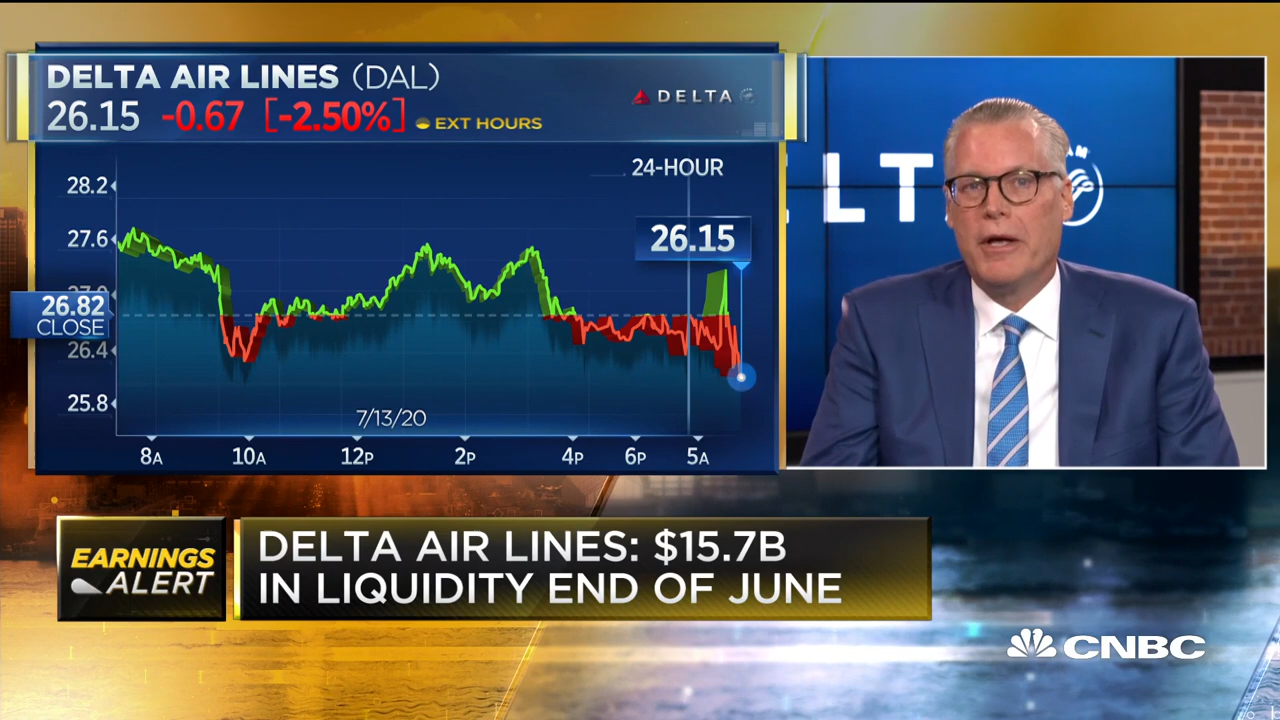 DELTA AIR LINES (DAL)
26.15 -0.67 [-2.50%] EXT HOURS
DELTA
24-HOUR
28.2
27.6
26.15
26.82
CLOSE
26.4
25.8
7/13/20
8A 10A 12P 2P 4P 6P 5A
LT
AM
EARNINGS
ALERT
DELTA AIR LINES: $15.7B
IN LIQUIDITY END OF JUNE
CNBC